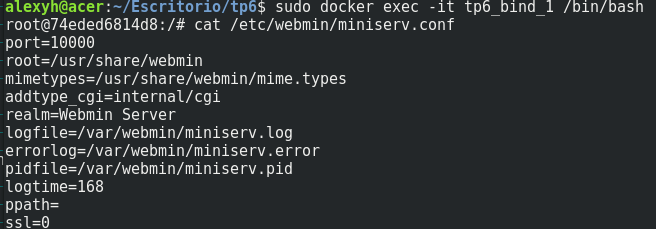 alexyh@acer:~/Escritorio/tp6$ sudo docker exec -it tp6_bind_1 /bin/bash
root@74eded6814d8:/# cat /etc/webmin/miniserv.conf
port=10000
root=/usr/share/webmin
mimetypes=/usr/share/webmin/mime.types
addtype_cgi=internal/cgi
realm=Webmin Server
logfile=/var/webmin/miniserv.log
errorlog=/var/webmin/miniserv.error
pidfile=/var/webmin/miniserv.pid
logtime=168
ppath=
ssl=0